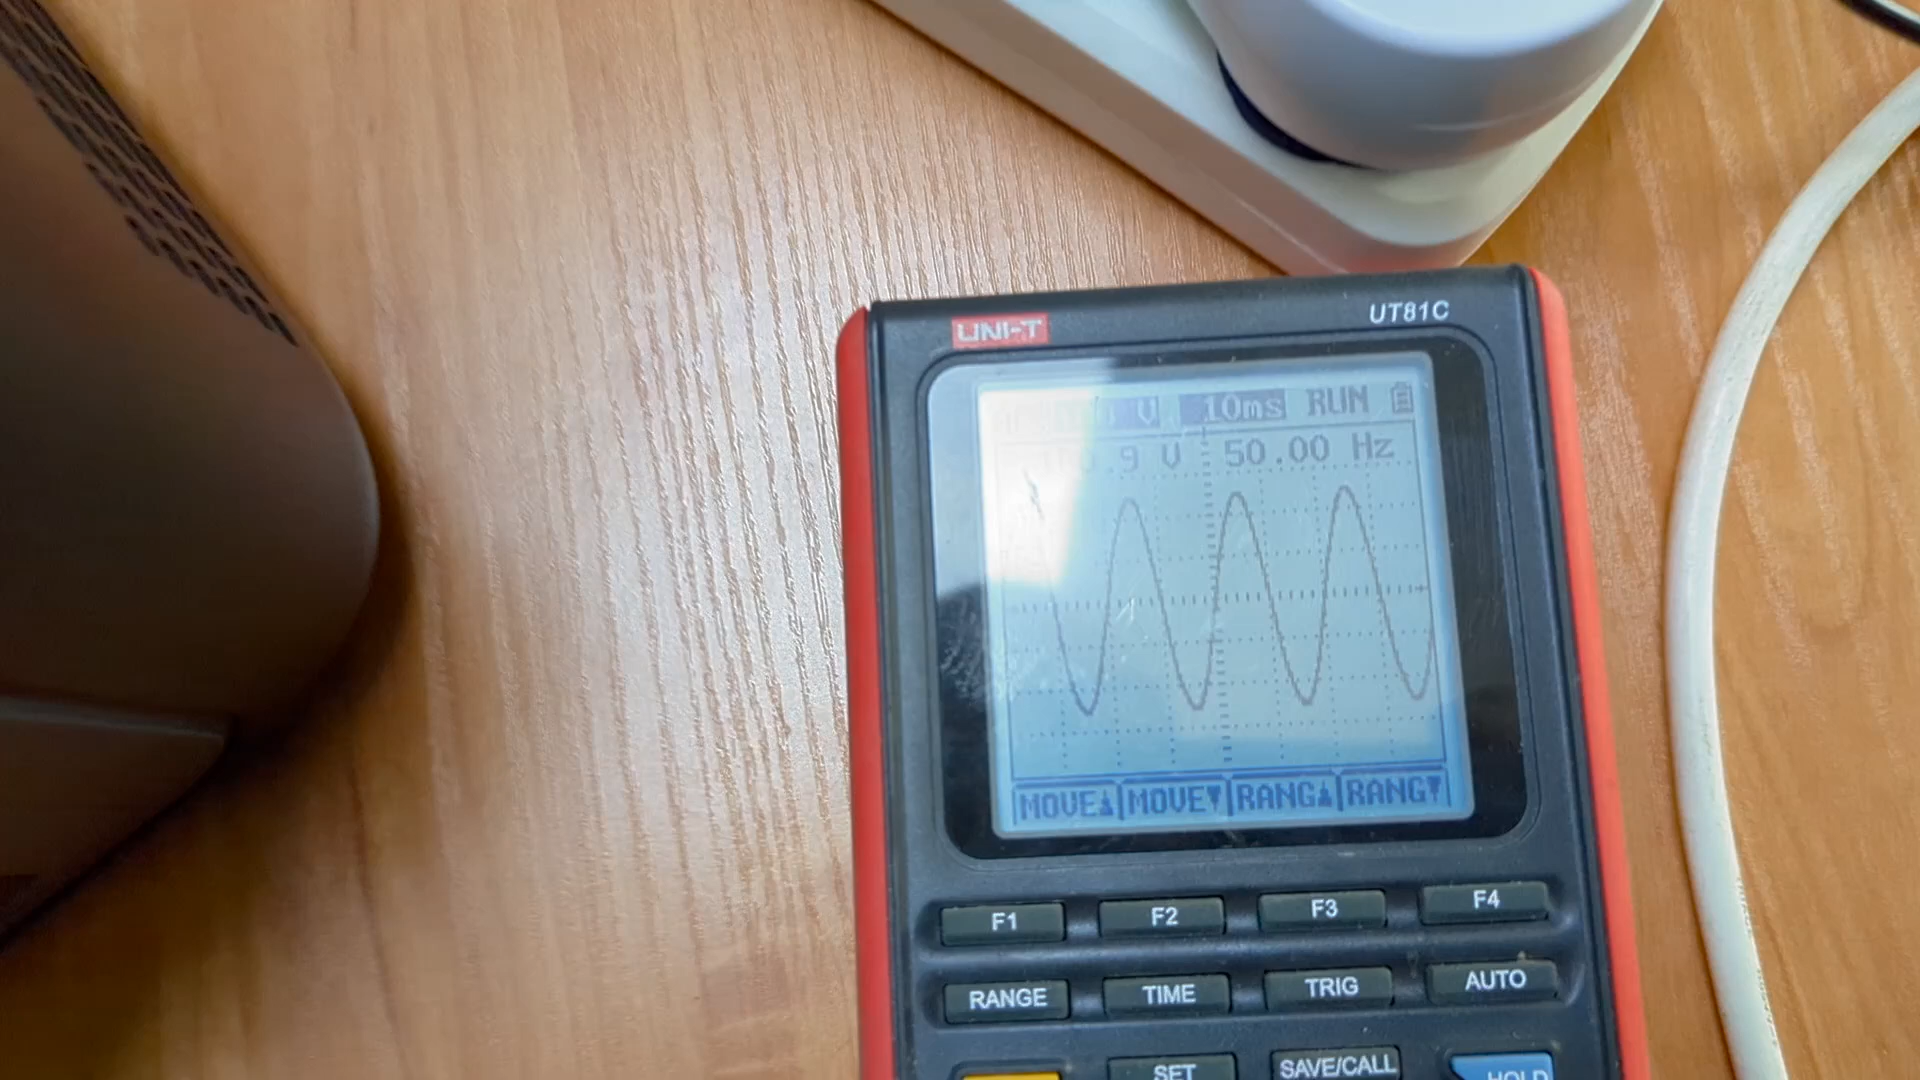 UNI-T
UT81C
V 10ms RUN
.9 V 50.00 Hz
MOVE▲ MOVE▼ RANG▲ RANG▼
F1 F2 F3 F4
RANGE TIME TRIG AUTO
SET SAVE/CALL HOLD